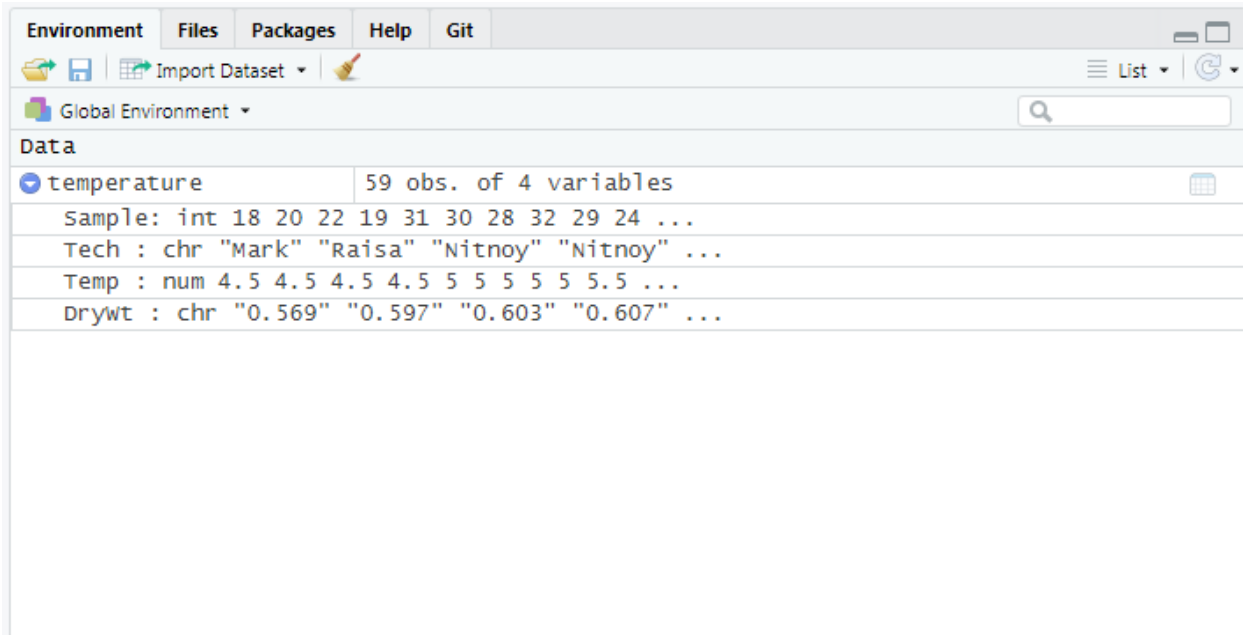 Environment Files Packages Help Git
Import Dataset List
Global Environment
Data
temperature 59 obs. of 4 variables
Sample: int 18 20 22 19 31 30 28 32 29 24 ...
Tech : chr "Mark" "Raisa" "Nitnoy" "Nitnoy" ...
Temp : num 4.5 4.5 4.5 4.5 5 5 5 5 5 5.5 ...
DryWt : chr "0.569" "0.597" "0.603" "0.607" ...